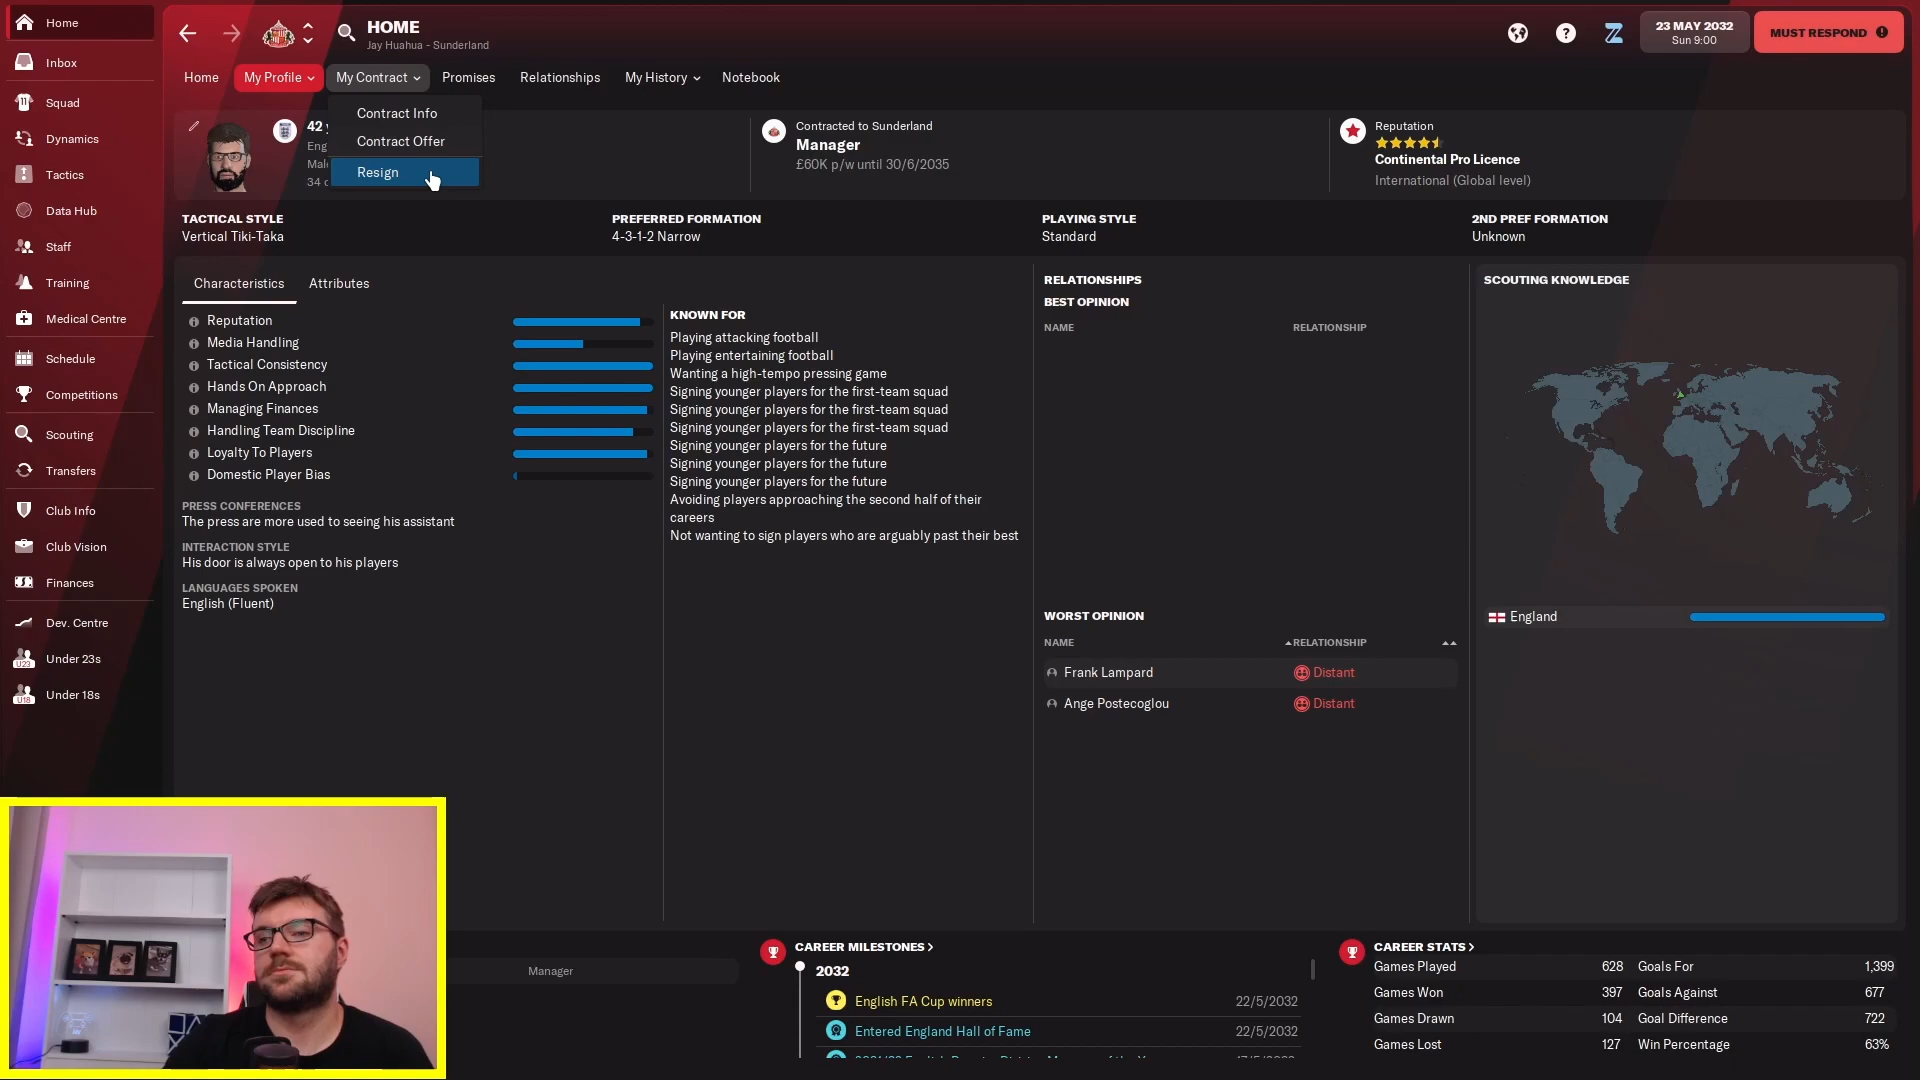 Home
Inbox
Squad
Dynamics
Tactics
Data Hub
Staff
Training
Medical Centre
Schedule
Competitions
Scouting
Transfers
Club Info
Club Vision
Finances
Dev. Centre
Under 23s
Under 18s
HOME
Jay Huahua - Sunderland
23 MAY 2032
Sun 9:00
MUST RESPOND
Home
My Profile
My Contract
Promises
Relationships
My History
Notebook
Contract Info
Contract Offer
Resign
42
Eng
Contracted to Sunderland
Manager
£60K p/w until 30/6/2035
Reputation
Continental Pro Licence
International (Global level)
TACTICAL STYLE
Vertical Tiki-Taka
PREFERRED FORMATION
4-3-1-2 Narrow
PLAYING STYLE
Standard
2ND PREF FORMATION
Unknown
Characteristics
Attributes
Reputation
Media Handling
Tactical Consistency
Hands On Approach
Managing Finances
Handling Team Discipline
Loyalty To Players
Domestic Player Bias
PRESS CONFERENCES
The press are more used to seeing his assistant
INTERACTION STYLE
His door is always open to his players
LANGUAGES SPOKEN
English (Fluent)
KNOWN FOR
Playing attacking football
Playing entertaining football
Wanting a high-tempo pressing game
Signing younger players for the first-team squad
Signing younger players for the first-team squad
Signing younger players for the first-team squad
Signing younger players for the future
Signing younger players for the future
Signing younger players for the future
Avoiding players approaching the second half of their
careers
Not wanting to sign players who are arguably past their best
RELATIONSHIPS
BEST OPINION
NAME RELATIONSHIP
WORST OPINION
NAME RELATIONSHIP
Frank Lampard Distant
Ange Postecoglou Distant
SCOUTING KNOWLEDGE
England
Manager
CAREER MILESTONES
2032
English FA Cup winners 22/5/2032
Entered England Hall of Fame 22/5/2032
CAREER STATS
Games Played 628 Goals For 1,399
Games Won 397 Goals Against 677
Games Drawn 104 Goal Difference 722
Games Lost 127 Win Percentage 63%